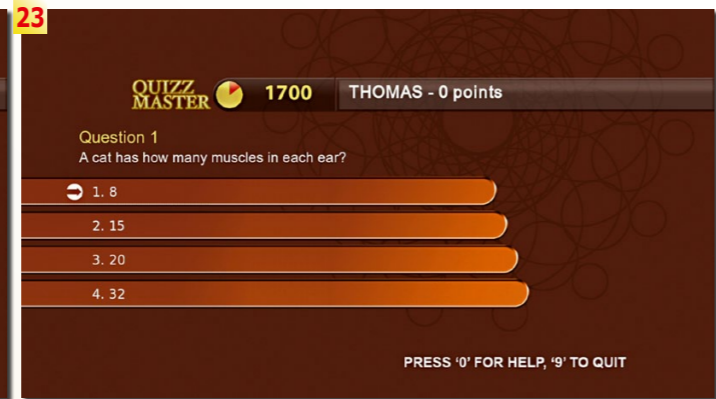 23
QUIZZ
MASTER
1700
THOMAS - 0 points
Question 1
A cat has how many muscles in each ear?
1. 8
2. 15
3. 20
4. 32
PRESS ‘0’ FOR HELP, ‘9’ TO QUIT